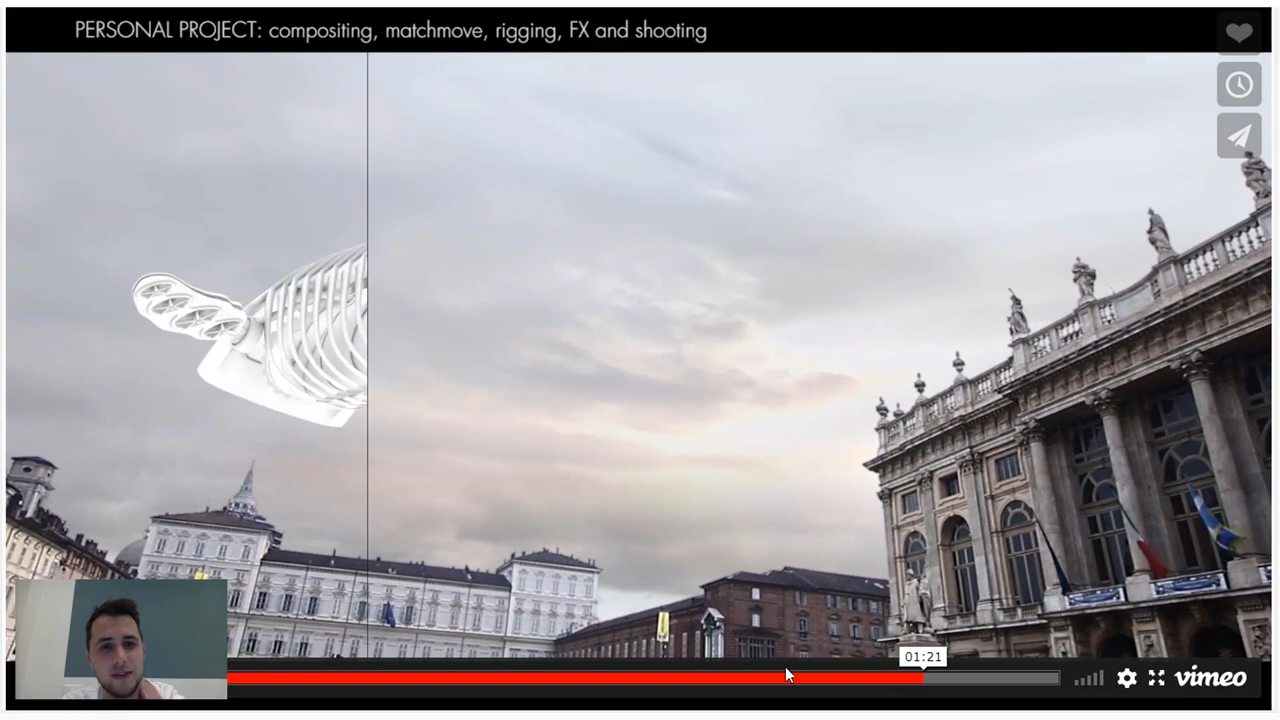 PERSONAL PROJECT: compositing, matchmove, rigging, FX and shooting
01:21
vimeo